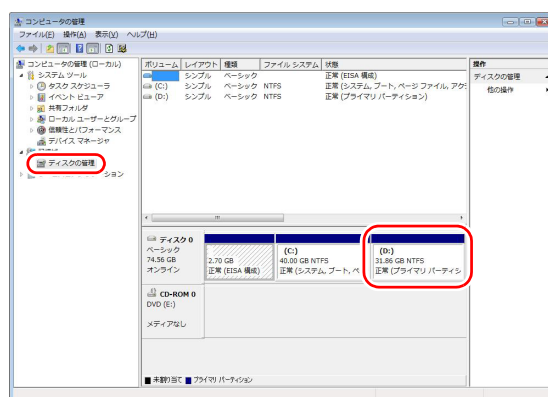 コンピュータの管理
ファイル(F) 操作(A) 表示(V) ヘルプ(H)
コンピュータの管理 (ローカル)
システム ツール
タスク スケジューラ
イベント ビューア
共有フォルダ
ローカル ユーザーとグループ
信頼性とパフォーマンス
デバイス マネージャ
ディスクの管理
ション
ボリューム レイアウト 種類 ファイル システム 状態
シンプル ベーシック 正常 (EISA 構成)
(C:) シンプル ベーシック NTFS 正常 (システム, ブート, ページ ファイル, アクテ
(D:) シンプル ベーシック NTFS 正常 (プライマリ パーティション)
操作
ディスクの管理
他の操作
ディスク 0
ベーシック
74.56 GB
オンライン
2.70 GB
正常 (EISA 構成)
(C:)
40.00 GB NTFS
正常 (システム, ブート, ペ
(D:)
31.86 GB NTFS
正常 (プライマリ パーティシ
CD-ROM 0
DVD (E:)
メディアなし
未割り当て プライマリ パーティション